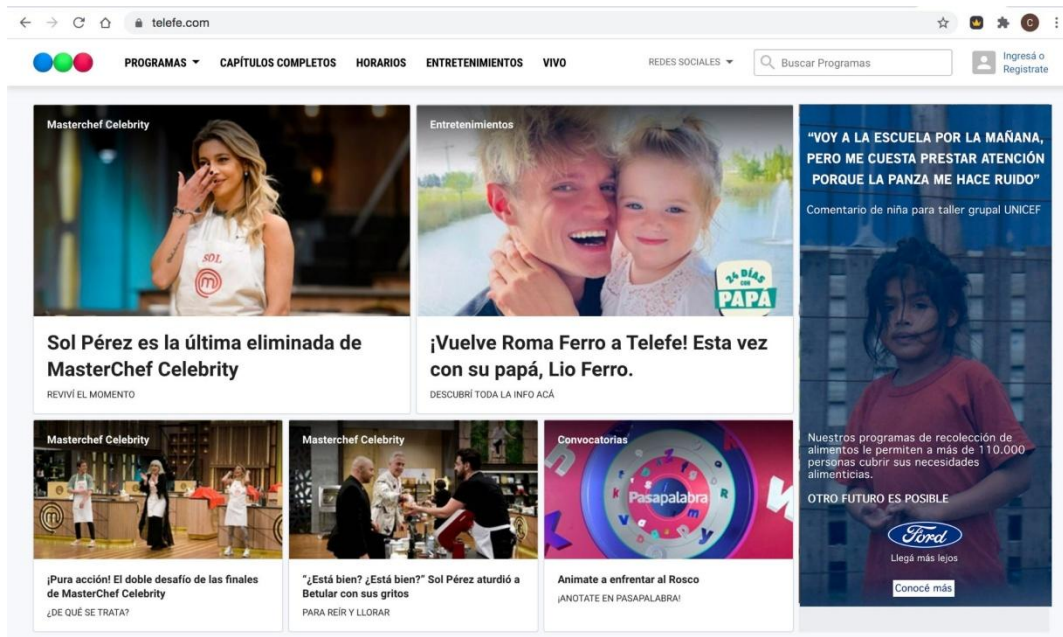 telefe.com
C
PROGRAMAS
CAPÍTULOS COMPLETOS
HORARIOS
ENTRETENIMIENTOS
VIVO
REDES SOCIALES
Buscar Programas
Ingresá o
Registrate
Masterchef Celebrity
SOL
Sol Pérez es la última eliminada de
MasterChef Celebrity
REVIVÍ EL MOMENTO
Entretenimientos
24 DÍAS
CON
PAPÁ
¡Vuelve Roma Ferro a Telefe! Esta vez
con su papá, Lio Ferro.
DESCUBRÍ TODA LA INFO ACÁ
"VOY A LA ESCUELA POR LA MAÑANA,
PERO ME CUESTA PRESTAR ATENCIÓN
PORQUE LA PANZA ME HACE RUIDO"
Comentario de niña para taller grupal UNICEF
Nuestros programas de recolección de
alimentos le permiten a más de 110.000
personas cubrir sus necesidades
alimenticias.
OTRO FUTURO ES POSIBLE
Ford
Llegá más lejos
Conocé más
Masterchef Celebrity
¡Pura acción! El doble desafío de las finales
de MasterChef Celebrity
¿DE QUÉ SE TRATA?
Masterchef Celebrity
"¿Está bien? ¿Está bien?" Sol Pérez aturdió a
Betular con sus gritos
PARA REÍR Y LLORAR
Convocatorias
Pasapalabra
Animate a enfrentar al Rosco
¡ANOTATE EN PASAPALABRA!